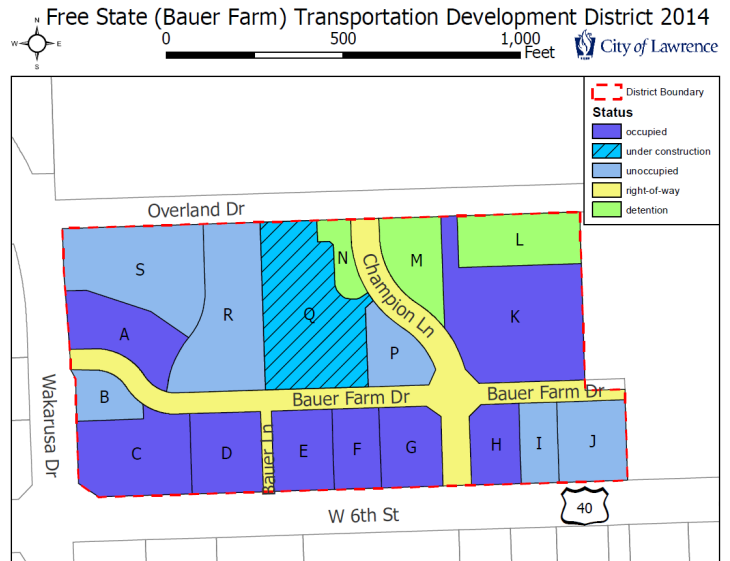 Free State (Bauer Farm) Transportation Development District 2014
N
W E
S
0 500 1,000
Feet
City of Lawrence
District Boundary
Status
occupied
under construction
unoccupied
right-of-way
detention
Overland Dr
S
R
Q
N
M
L
Champion Ln
A
K
P
B
Bauer Farm Dr
Bauer Farm Dr
Wakarusa Dr
C
D
Bauer Ln
E
F
G
H
I
J
W 6th St
40